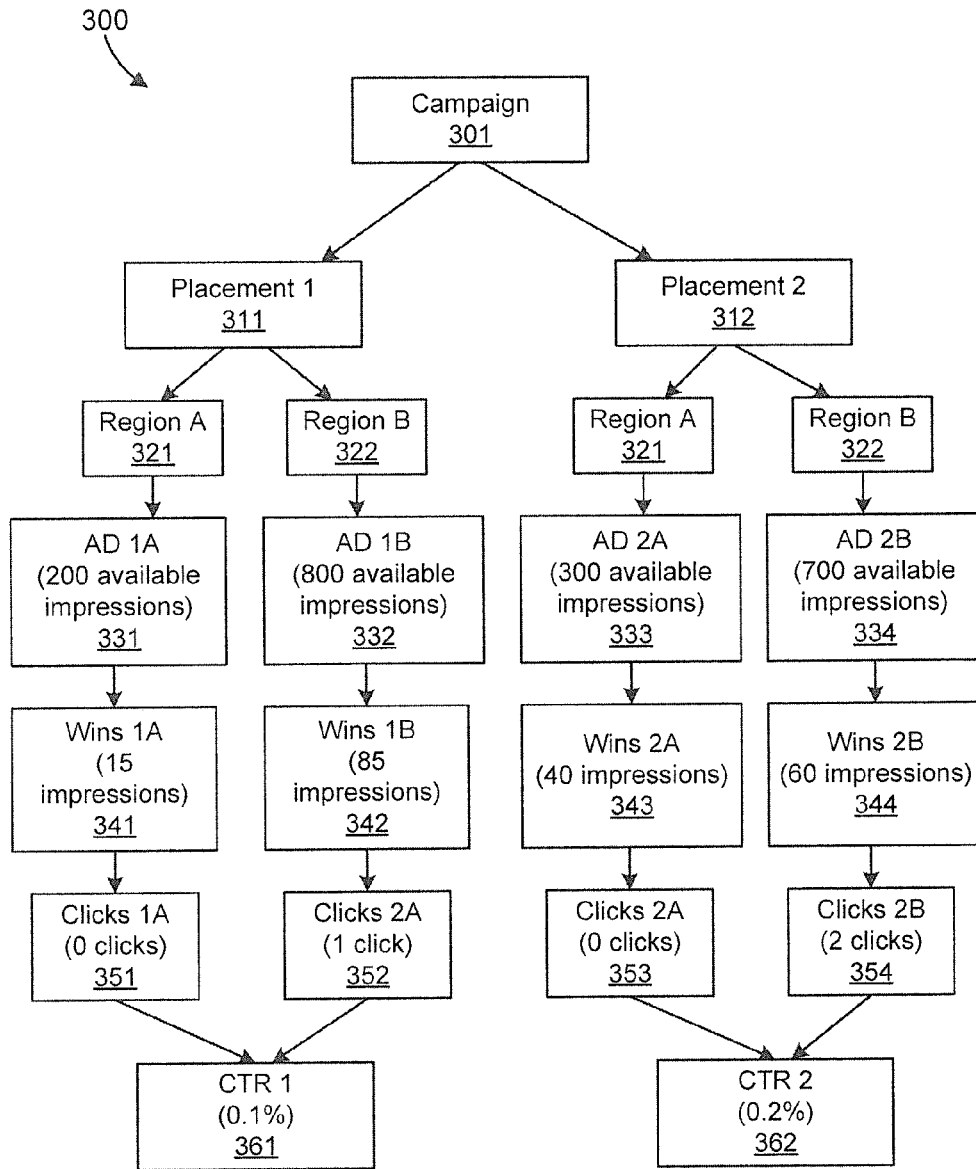 300
Campaign
301
Placement 1
311
Placement 2
312
Region A
321
Region B
322
Region A
321
Region B
322
AD 1A
(200 available
impressions)
331
AD 1B
(800 available
impressions)
332
AD 2A
(300 available
impressions)
333
AD 2B
(700 available
impressions)
334
Wins 1A
(15
impressions)
341
Wins 1B
(85
impressions)
342
Wins 2A
(40 impressions)
343
Wins 2B
(60 impressions)
344
Clicks 1A
(0 clicks)
351
Clicks 2A
(1 click)
352
Clicks 2A
(0 clicks)
353
Clicks 2B
(2 clicks)
354
CTR 1
(0.1%)
361
CTR 2
(0.2%)
362